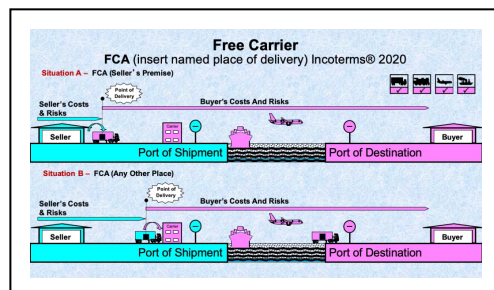 Free Carrier
FCA (insert named place of delivery) Incoterms® 2020
Situation A – FCA (Seller's Premise)
Point of
Delivery
Seller's Costs
& Risks
Buyer's Costs And Risks
Carrier
Seller
Buyer
Port of Shipment
Port of Destination
Situation B – FCA (Any Other Place)
Point of
Delivery
Seller's Costs
& Risks
Buyer's Costs And Risks
Carrier
Seller
Buyer
Port of Shipment
Port of Destination